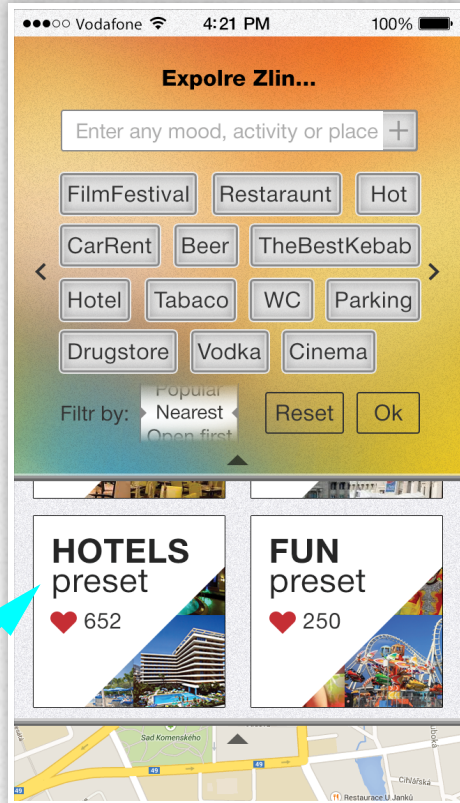 Vodafone 4:21 PM 100%
Expolre Zlin...
Enter any mood, activity or place +
FilmFestival Restaraunt Hot
CarRent Beer TheBestKebab
Hotel Tabaco WC Parking
Drugstore Vodka Cinema
Popular
Filtr by: Nearest Reset Ok
Open first
HOTELS FUN
preset preset
652 250
Sad Komenského
49 49
49
Cihlářská
Restaurace U Janků